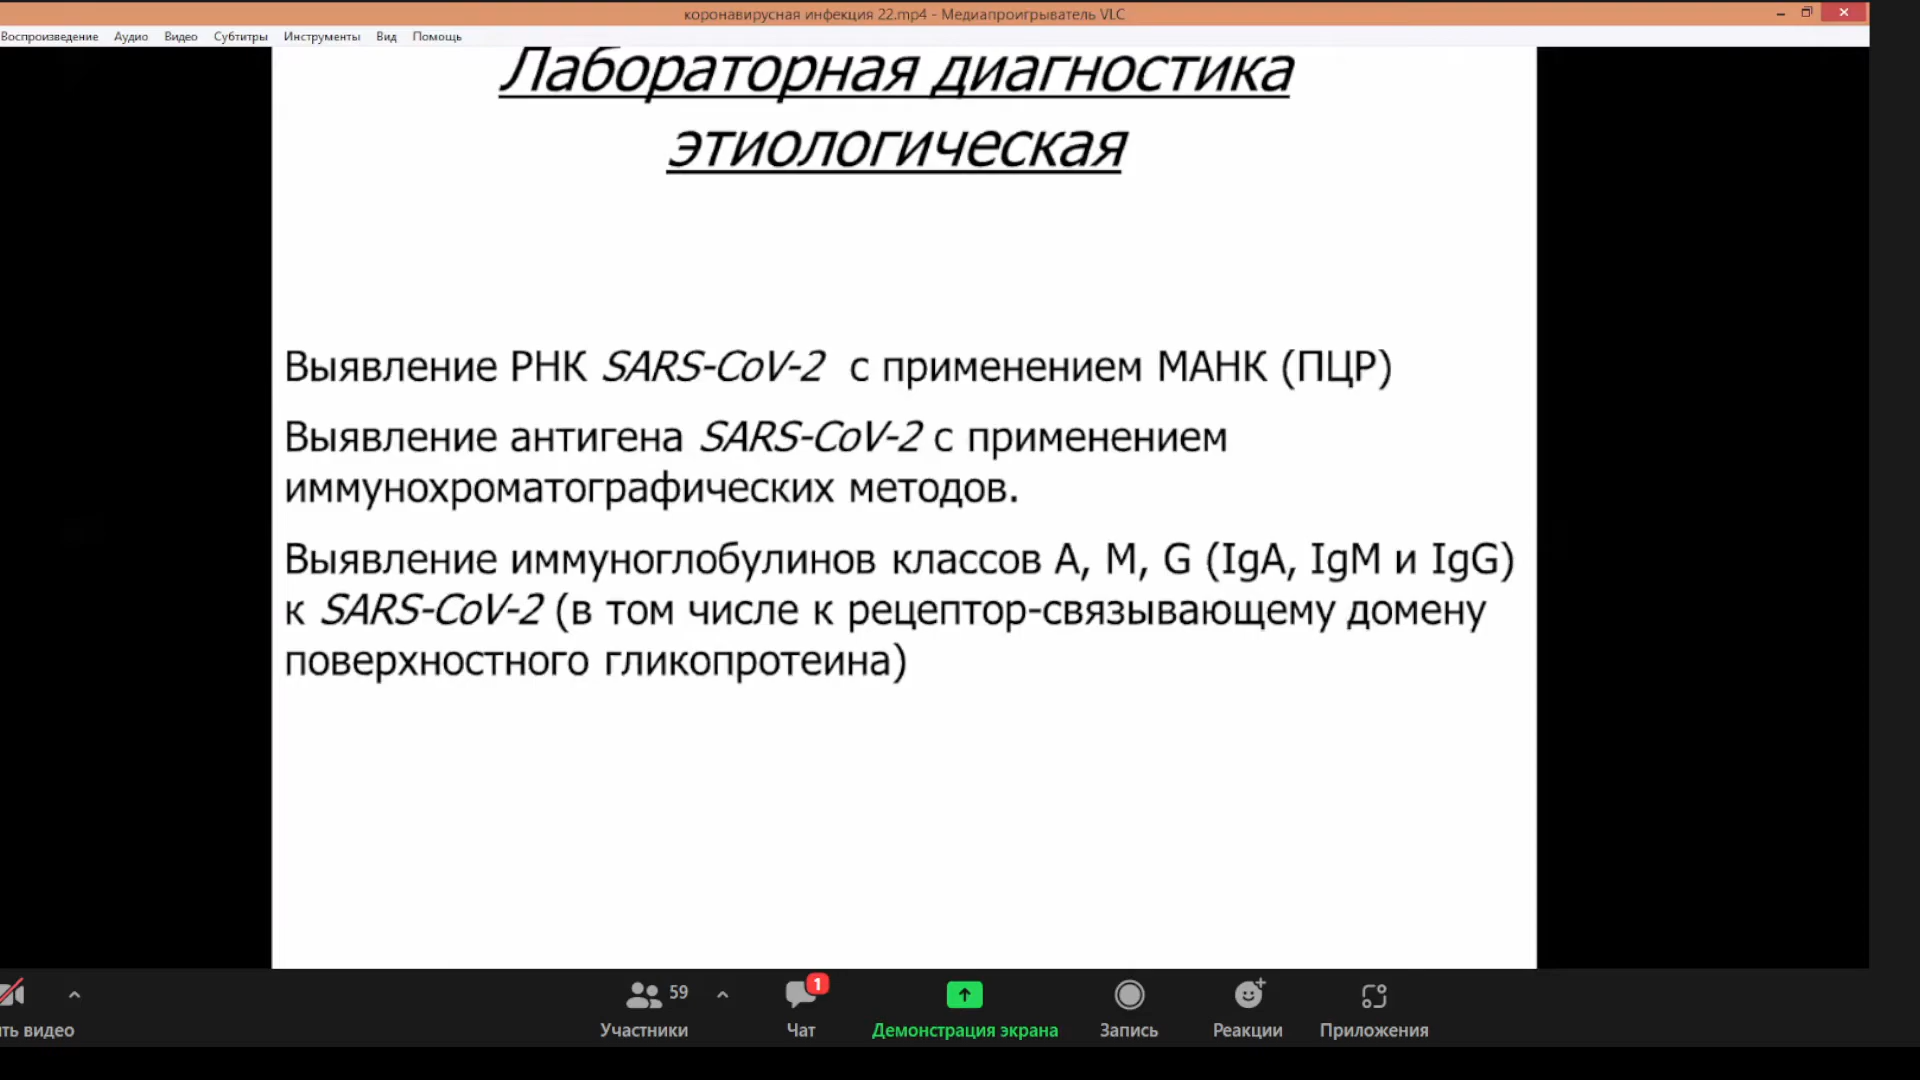 коронавирусная инфекция 22.mp4 - Медиапроигрыватель VLC
Воспроизведение Аудио Видео Субтитры Инструменты Вид Помощь
Лабораторная диагностика
этиологическая
Выявление РНК SARS-CoV-2 с применением МАНК (ПЦР)
Выявление антигена SARS-CoV-2 с применением
иммунохроматографических методов.
Выявление иммуноглобулинов классов A, M, G (IgA, IgM и IgG)
к SARS-CoV-2 (в том числе к рецептор-связывающему домену
поверхностного гликопротеина)
59
1
ть видео Участники Чат Демонстрация экрана Запись Реакции Приложения